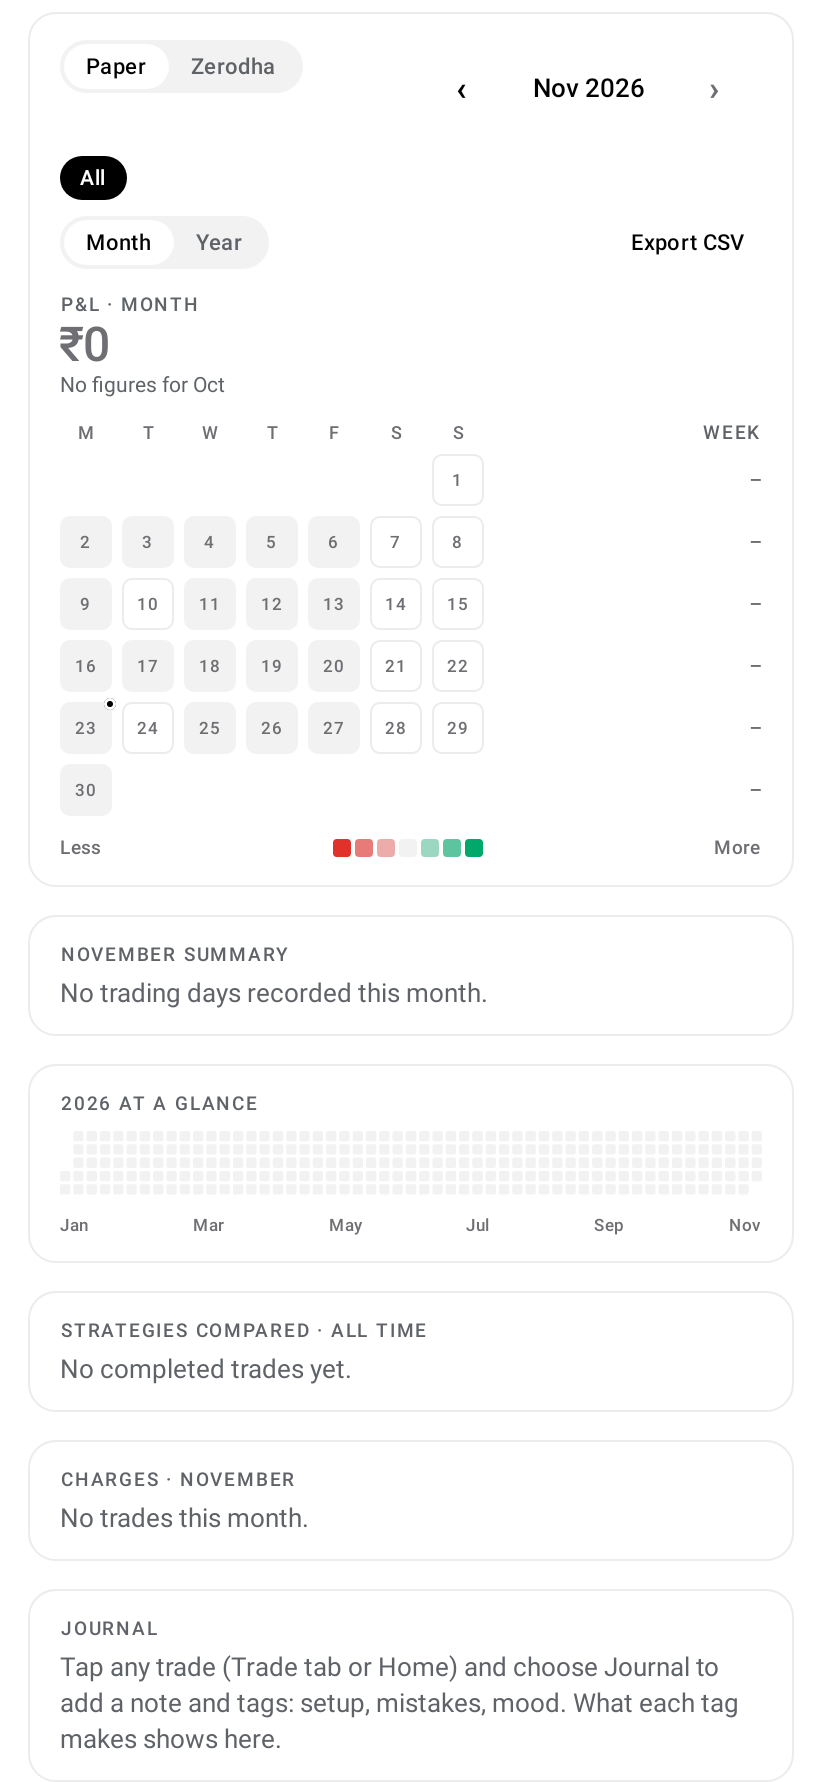 Paper Zerodha
‹ Nov 2026 ›
All
Month Year Export CSV
P&L · MONTH
₹0
No figures for Oct
M T W T F S S WEEK
1 –
2 3 4 5 6 7 8 –
9 10 11 12 13 14 15 –
16 17 18 19 20 21 22 –
23 24 25 26 27 28 29 –
30 –
Less More
NOVEMBER SUMMARY
No trading days recorded this month.
2026 AT A GLANCE
Jan Mar May Jul Sep Nov
STRATEGIES COMPARED · ALL TIME
No completed trades yet.
CHARGES · NOVEMBER
No trades this month.
JOURNAL
Tap any trade (Trade tab or Home) and choose Journal to
add a note and tags: setup, mistakes, mood. What each tag
makes shows here.